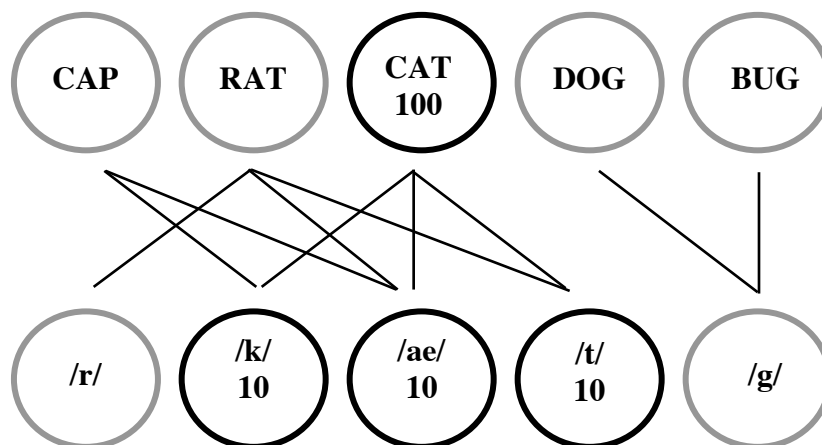 CAP
RAT
CAT
100
DOG
BUG
/r/
/k/
10
/ae/
10
/t/
10
/g/